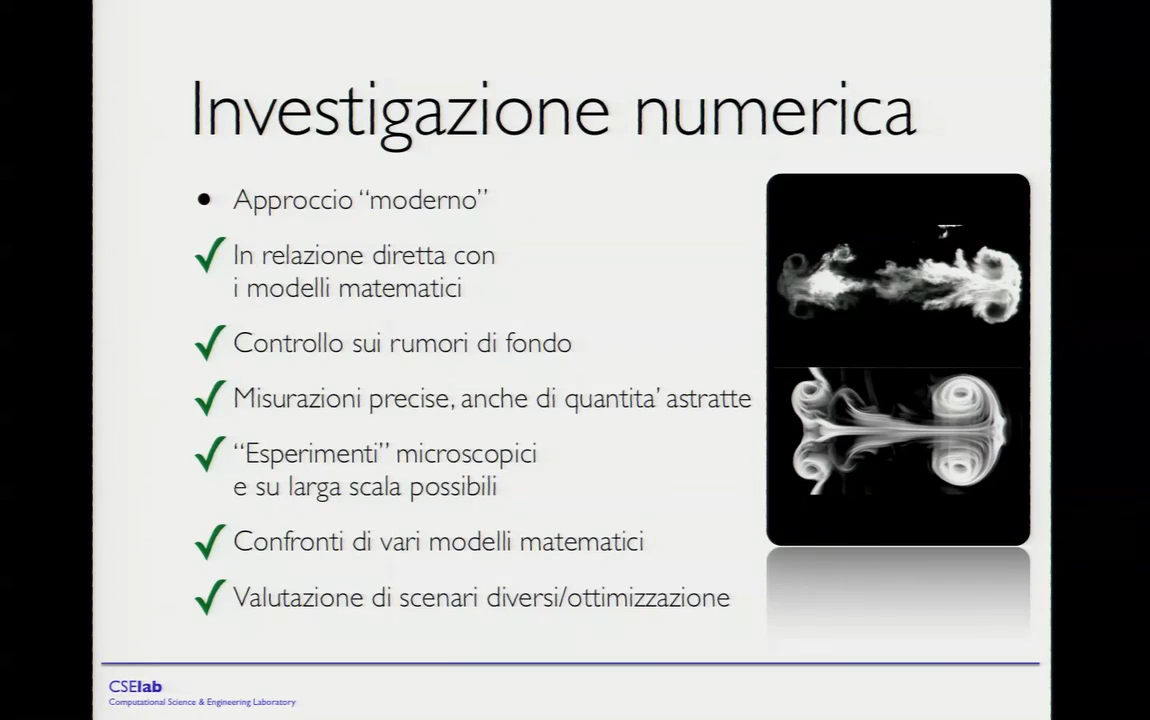 Investigazione numerica
Approccio “moderno”
In relazione diretta con
i modelli matematici
Controllo sui rumori di fondo
Misurazioni precise, anche di quantita’ astratte
“Esperimenti” microscopici
e su larga scala possibili
Confronti di vari modelli matematici
Valutazione di scenari diversi/ottimizzazione
CSElab
Computational Science & Engineering Laboratory